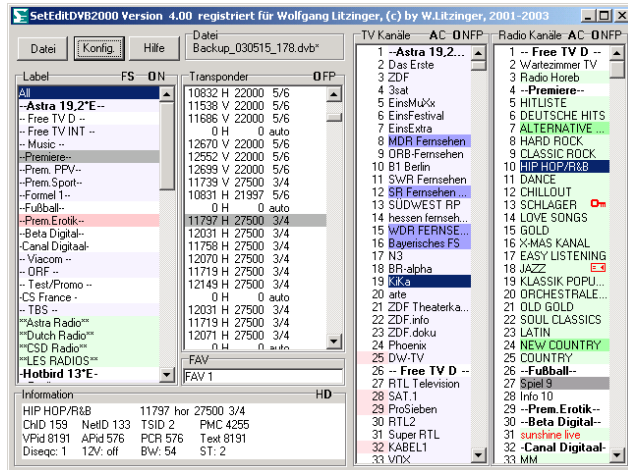 SetEditDVB2000 Version 4.00 registriert für Wolfgang Litzinger, (c) by W.Litzinger, 2001-2003
Datei
Konfig.
Hilfe
Datei
Backup_030515_178.dvb*
Label FS ON
All
--Astra 19,2°E--
-- Free TV D --
-- Free TV INT --
-- Music --
--Premiere--
--Prem. PPV--
--Prem.Sport--
--Formel 1--
--Fußball--
--Prem.Erotik--
--Beta Digital--
-Canal Digitaal-
-- Viacom --
-- ORF --
-- Test/Promo --
-CS France -
-- TBS --
**Astra Radio**
**Dutch Radio**
**CSD Radio**
**LES RADIOS**
-Hotbird 13°E-
Transponder OFP
10832 H 22000 5/6
11538 V 22000 5/6
11686 V 22000 5/6
0 H 0 auto
12670 V 22000 5/6
12552 V 22000 5/6
12699 V 22000 5/6
11739 V 27500 3/4
10831 H 21997 5/6
0 H 0 auto
11797 H 27500 3/4
12031 H 27500 3/4
11758 H 27500 3/4
12070 H 27500 3/4
11719 H 27500 3/4
12149 H 27500 3/4
0 H 0 auto
12031 H 27500 3/4
11719 H 27500 3/4
12071 H 27500 3/4
0 H 0 auto
FAV
FAV 1
TV Kanäle AC ONFP
1 --Astra 19,2...
2 Das Erste
3 ZDF
4 3sat
5 EinsMuXx
6 EinsFestival
7 EinsExtra
8 MDR Fernsehen
9 ORB-Fernsehen
10 B1 Berlin
11 SWR Fernsehen
12 SR Fernsehen ...
13 SÜDWEST RP
14 hessen fernseh...
15 WDR FERNSE...
16 Bayerisches FS
17 N3
18 BR-alpha
19 KiKa
20 arte
21 ZDF Theaterka...
22 ZDF.info
23 ZDF.doku
24 Phoenix
25 DW-TV
26 -- Free TV D --
27 RTL Television
28 SAT.1
29 ProSieben
30 RTL2
31 Super RTL
32 KABEL1
33 VOX
Radio Kanäle AC ONFP
1 -- Free TV D --
2 Wartezimmer TV
3 Radio Horeb
4 --Premiere--
5 HITLISTE
6 DEUTSCHE HITS
7 ALTERNATIVE ...
8 HARD ROCK
9 CLASSIC ROCK
10 HIP HOP/R&B
11 DANCE
12 CHILLOUT
13 SCHLAGER
14 LOVE SONGS
15 GOLD
16 X-MAS KANAL
17 EASY LISTENING
18 JAZZ
19 KLASSIK POPU...
20 ORCHESTRALE...
21 OLD GOLD
22 SOUL CLASSICS
23 LATIN
24 NEW COUNTRY
25 COUNTRY
26 --Fußball--
27 Spiel 9
28 Info 10
29 --Prem.Erotik--
30 --Beta Digital--
31 sunshine live
32 -Canal Digitaal-
33 MM
Information HD
HIP HOP/R&B 11797 hor 27500 3/4
ChID 159 NetID 133 TSID 2 PMC 4255
VPid 8191 APid 576 PCR 576 Text 8191
Diseqc: 1 12V: off BW: 54 ST: 2